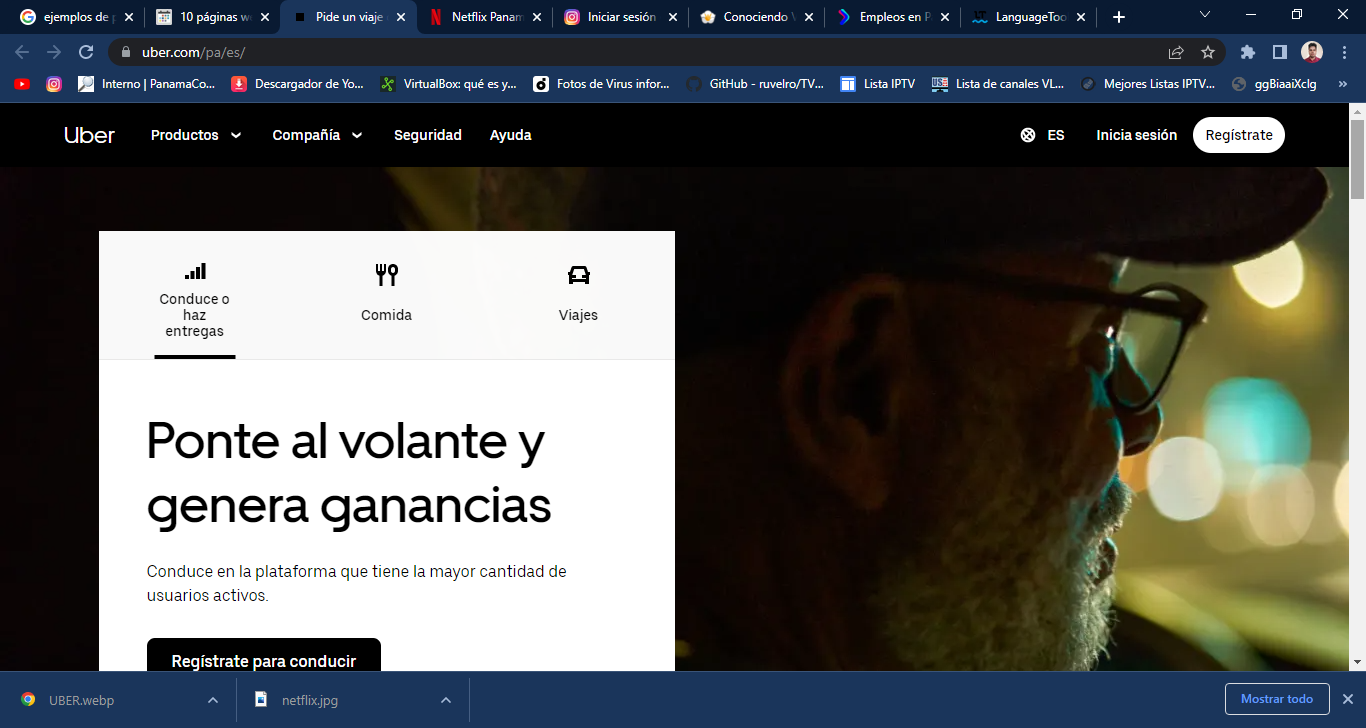 ejemplos de p
10 páginas we
Pide un viaje
Netflix Panam
Iniciar sesión
Conociendo
Empleos en P
LanguageToo
uber.com/pa/es/
Interno | PanamaCo...
Descargador de Yo...
VirtualBox: qué es y...
Fotos de Virus infor...
GitHub - ruvelro/TV...
Lista IPTV
Lista de canales VL...
Mejores Listas IPTV...
ggBiaaiXclg
»
Uber
Productos
Compañía
Seguridad
Ayuda
ES
Inicia sesión
Regístrate
Conduce o
haz
entregas
Comida
Viajes
Ponte al volante y
genera ganancias
Conduce en la plataforma que tiene la mayor cantidad de
usuarios activos.
Regístrate para conducir
UBER.webp
netflix.jpg
Mostrar todo